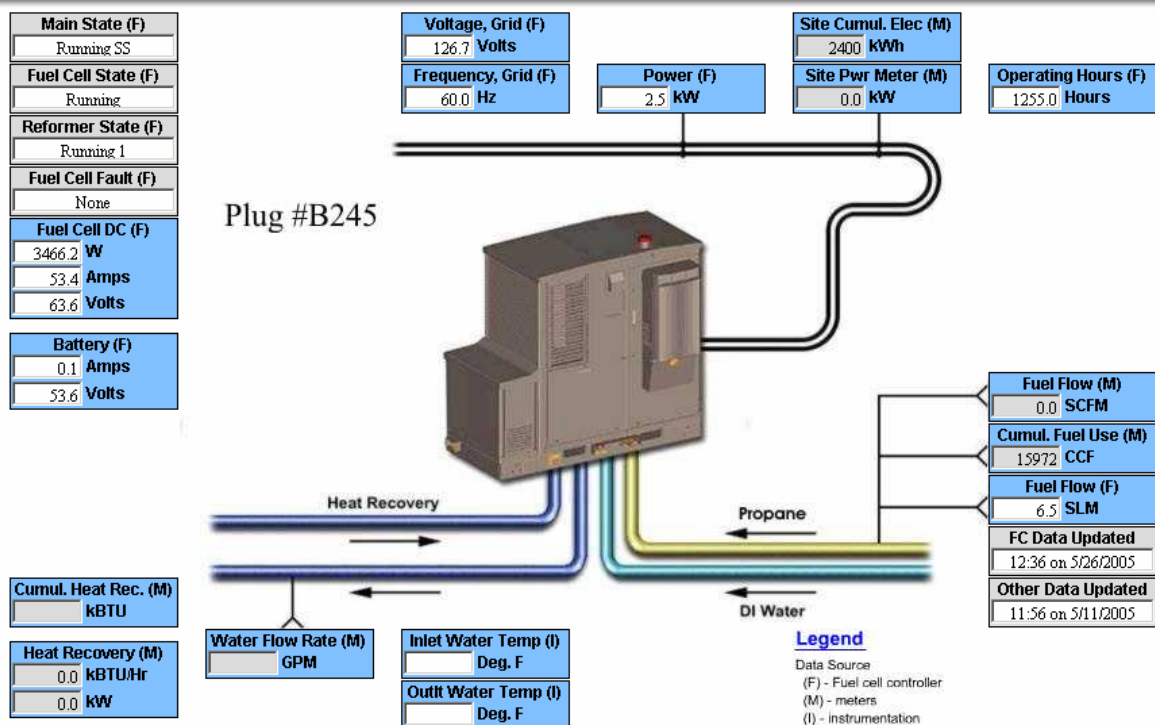 Main State (F)
Running SS
Fuel Cell State (F)
Running
Reformer State (F)
Running 1
Fuel Cell Fault (F)
None
Fuel Cell DC (F)
3466.2 W
53.4 Amps
63.6 Volts
Battery (F)
0.1 Amps
53.6 Volts
Voltage, Grid (F)
126.7 Volts
Frequency, Grid (F)
60.0 Hz
Power (F)
2.5 kW
Site Cumul. Elec (M)
2400 kWh
Site Pwr Meter (M)
0.0 kW
Operating Hours (F)
1255.0 Hours
Plug #B245
Heat Recovery
Propane
DI Water
Fuel Flow (M)
0.0 SCFM
Cumul. Fuel Use (M)
15972 CCF
Fuel Flow (F)
6.5 SLM
FC Data Updated
12:36 on 5/26/2005
Other Data Updated
11:56 on 5/11/2005
Cumul. Heat Rec. (M)
kBTU
Heat Recovery (M)
0.0 kBTU/Hr
0.0 kW
Water Flow Rate (M)
GPM
Inlet Water Temp (I)
Deg. F
Outlt Water Temp (I)
Deg. F
Legend
Data Source
(F) - Fuel cell controller
(M) - meters
(I) - instrumentation